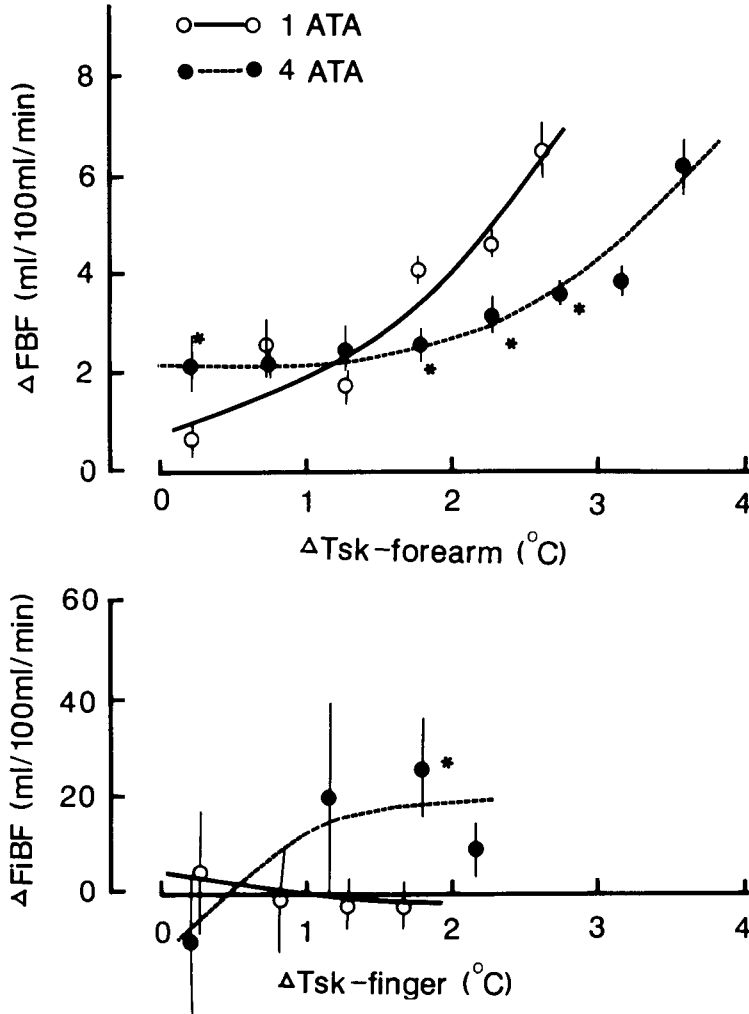 1 ATA
4 ATA
ΔFBF (ml/100ml/min)
8
6
4
2
0
*
*
*
*
0 1 2 3 4
ΔTsk-forearm (°C)
ΔFiBF (ml/100ml/min)
60
40
20
0
*
0 1 2 3 4
ΔTsk-finger (°C)